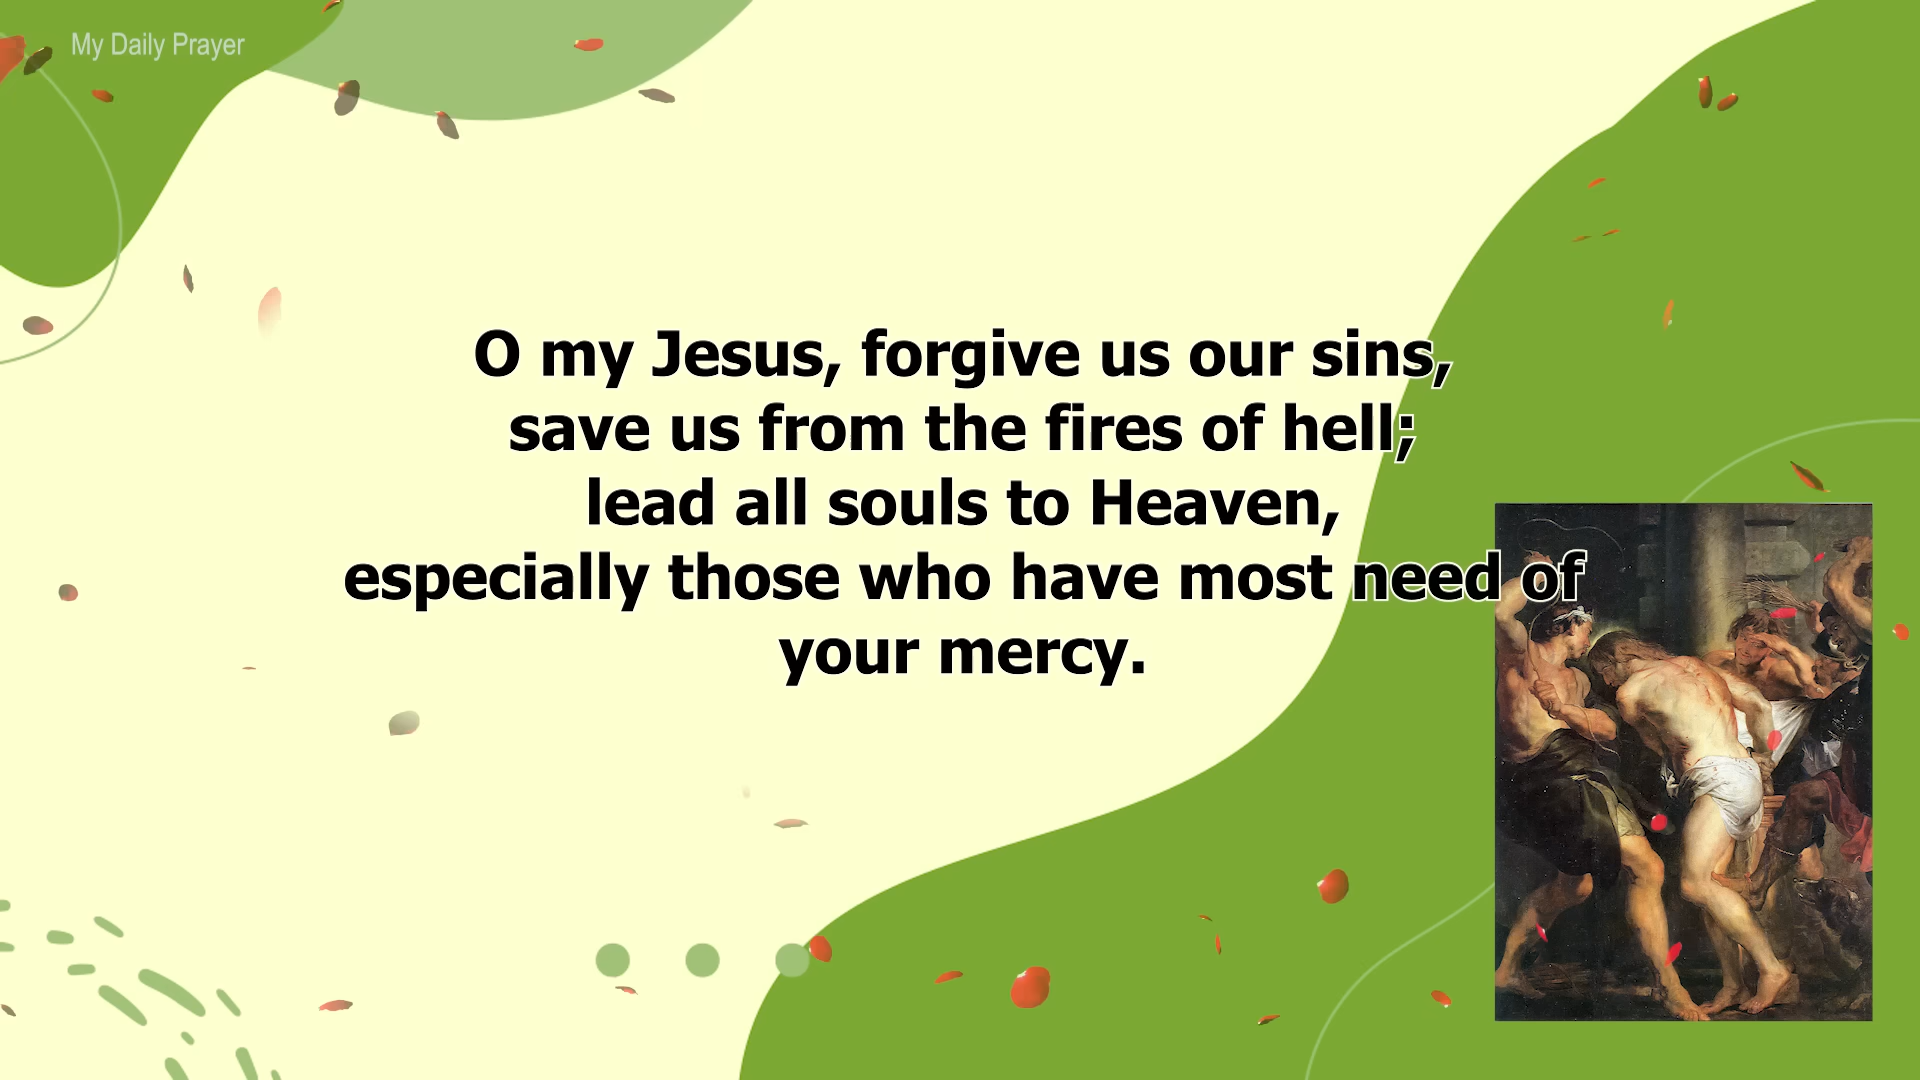 My Daily Prayer
O my Jesus, forgive us our sins,
save us from the fires of hell;
lead all souls to Heaven,
especially those who have most need of
your mercy.